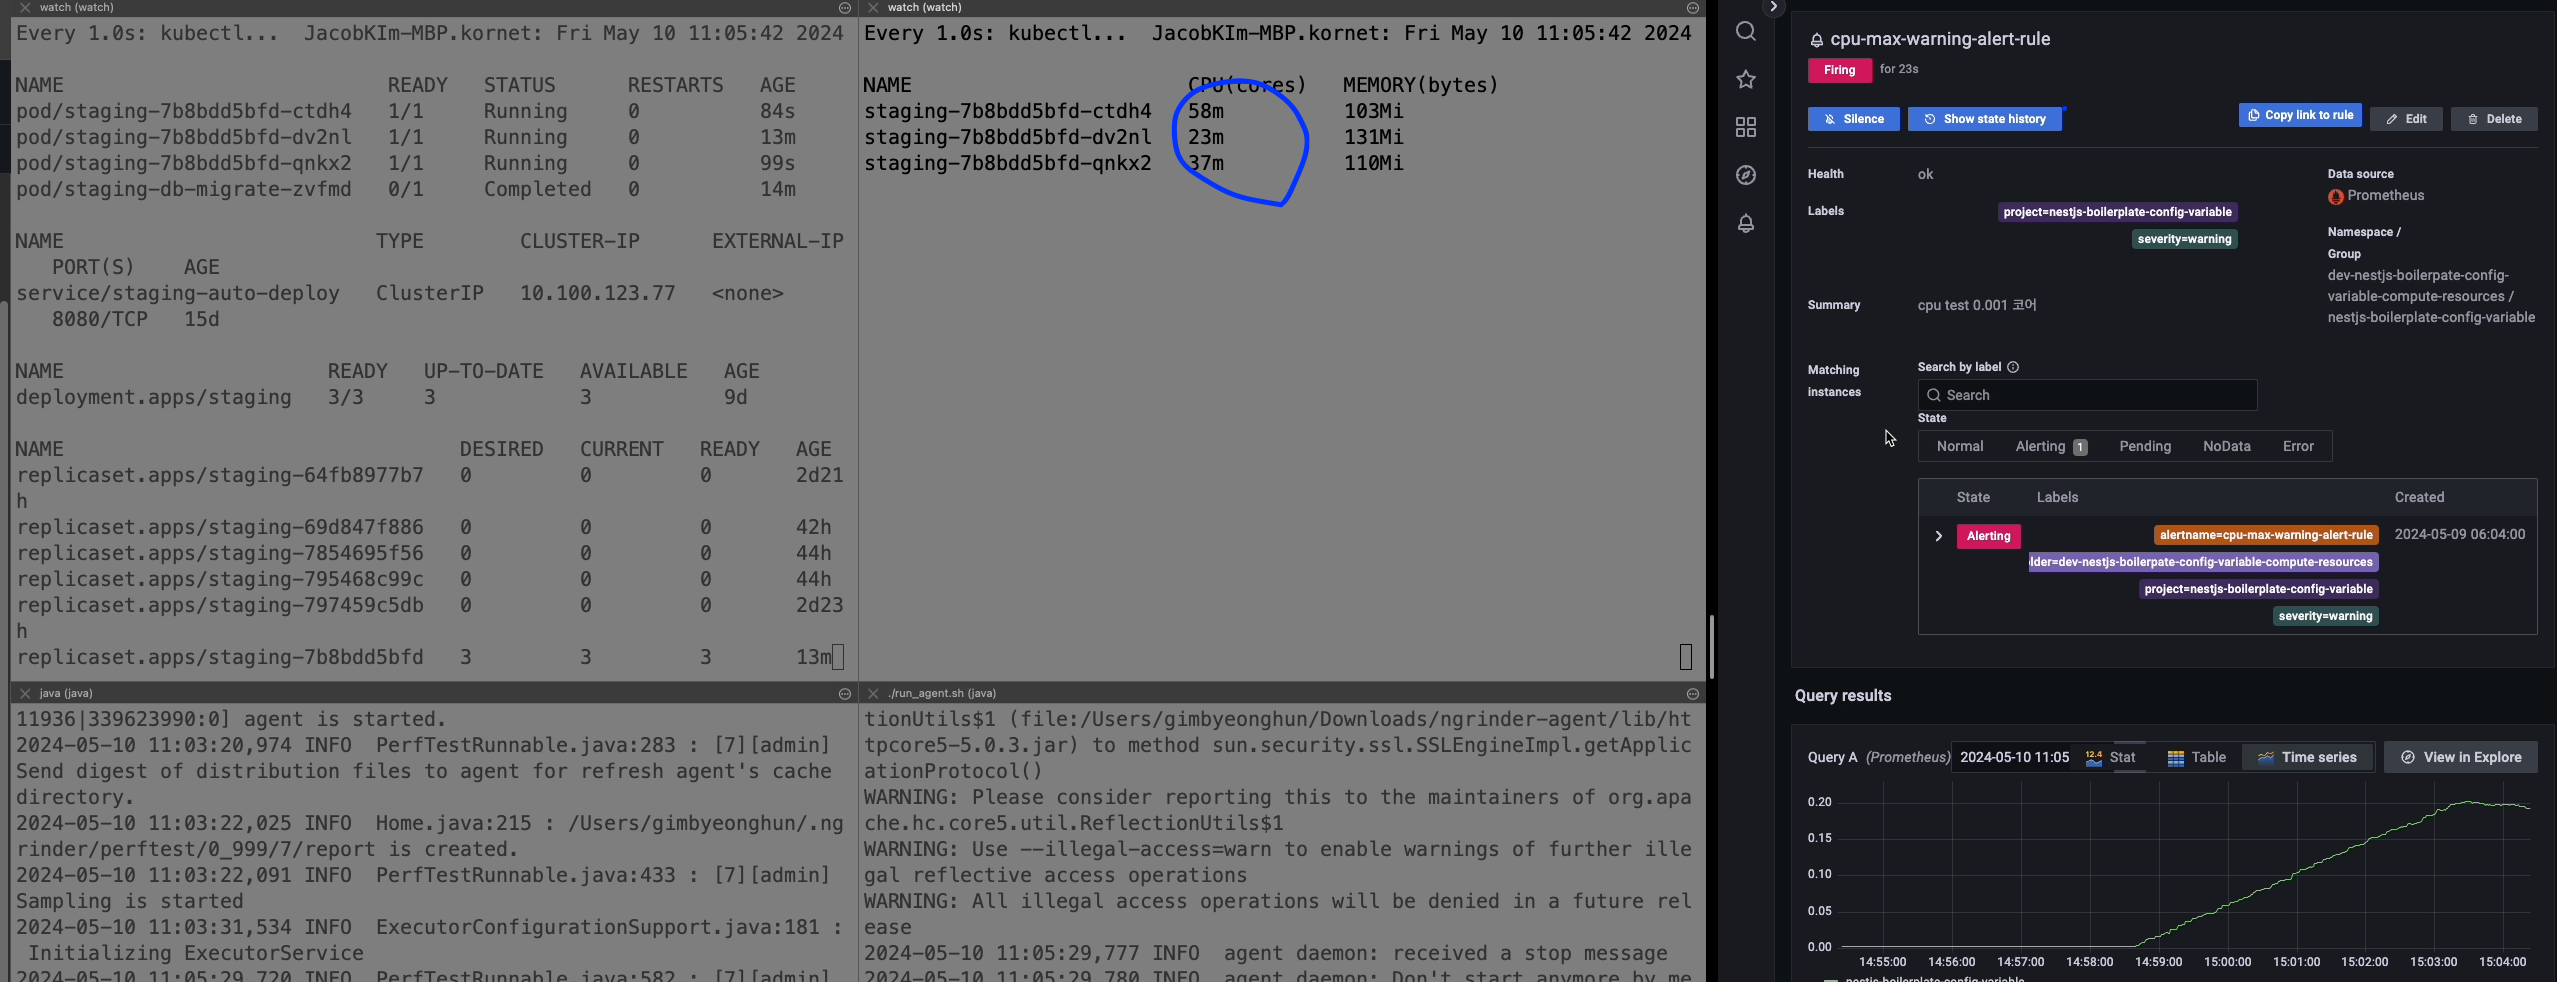 watch (watch)
Every 1.0s: kubectl...  JacobKIm-MBP.kornet: Fri May 10 11:05:42 2024
NAME READY STATUS RESTARTS AGE
pod/staging-7b8bdd5bfd-ctdh4 1/1 Running 0 84s
pod/staging-7b8bdd5bfd-dv2nl 1/1 Running 0 13m
pod/staging-7b8bdd5bfd-qnkx2 1/1 Running 0 99s
pod/staging-db-migrate-zvfmd 0/1 Completed 0 14m
NAME TYPE CLUSTER-IP EXTERNAL-IP
PORT(S) AGE
service/staging-auto-deploy ClusterIP 10.100.123.77 <none>
8080/TCP 15d
NAME READY UP-TO-DATE AVAILABLE AGE
deployment.apps/staging 3/3 3 3 9d
NAME DESIRED CURRENT READY AGE
replicaset.apps/staging-64fb8977b7 0 0 0 2d21
h
replicaset.apps/staging-69d847f886 0 0 0 42h
replicaset.apps/staging-7854695f56 0 0 0 44h
replicaset.apps/staging-795468c99c 0 0 0 44h
replicaset.apps/staging-797459c5db 0 0 0 2d23
h
replicaset.apps/staging-7b8bdd5bfd 3 3 3 13m
watch (watch)
Every 1.0s: kubectl...  JacobKIm-MBP.kornet: Fri May 10 11:05:42 2024
NAME CPU(cores) MEMORY(bytes)
staging-7b8bdd5bfd-ctdh4 58m 103Mi
staging-7b8bdd5bfd-dv2nl 23m 131Mi
staging-7b8bdd5bfd-qnkx2 37m 110Mi
java (java)
11936|339623990:0] agent is started.
2024-05-10 11:03:20,974 INFO  PerfTestRunnable.java:283 : [7][admin]
Send digest of distribution files to agent for refresh agent's cache
directory.
2024-05-10 11:03:22,025 INFO  Home.java:215 : /Users/gimbyeonghun/.ng
rinder/perftest/0_999/7/report is created.
2024-05-10 11:03:22,091 INFO  PerfTestRunnable.java:433 : [7][admin]
Sampling is started
2024-05-10 11:03:31,534 INFO  ExecutorConfigurationSupport.java:181 :
Initializing ExecutorService
2024-05-10 11:05:29,720 INFO  PerfTestRunnable.java:582 : [7][admin]
./run_agent.sh (java)
tionUtils$1 (file:/Users/gimbyeonghun/Downloads/ngrinder-agent/lib/ht
tpcore5-5.0.3.jar) to method sun.security.ssl.SSLEngineImpl.getApplic
ationProtocol()
WARNING: Please consider reporting this to the maintainers of org.apa
che.hc.core5.util.ReflectionUtils$1
WARNING: Use --illegal-access=warn to enable warnings of further ille
gal reflective access operations
WARNING: All illegal access operations will be denied in a future rel
ease
2024-05-10 11:05:29,777 INFO  agent daemon: received a stop message
2024-05-10 11:05:29,780 INFO  agent daemon: Don't start anymore by me
cpu-max-warning-alert-rule
Firing for 23s
Silence Show state history Copy link to rule Edit Delete
Health ok
Labels project=nestjs-boilerplate-config-variable
severity=warning
Summary cpu test 0.001 코어
Data source
Prometheus
Namespace /
Group
dev-nestjs-boilerpate-config-
variable-compute-resources /
nestjs-boilerplate-config-variable
Matching
instances
Search by label
Search
State
Normal Alerting 1 Pending NoData Error
State Labels Created
Alerting alertname=cpu-max-warning-alert-rule 2024-05-09 06:04:00
lder=dev-nestjs-boilerpate-config-variable-compute-resources
project=nestjs-boilerplate-config-variable
severity=warning
Query results
Query A (Prometheus) 2024-05-10 11:05 12.4 Stat Table Time series View in Explore
0.20
0.15
0.10
0.05
0.00
14:55:00 14:56:00 14:57:00 14:58:00 14:59:00 15:00:00 15:01:00 15:02:00 15:03:00 15:04:00
nestjs-boilerplate-config-variable